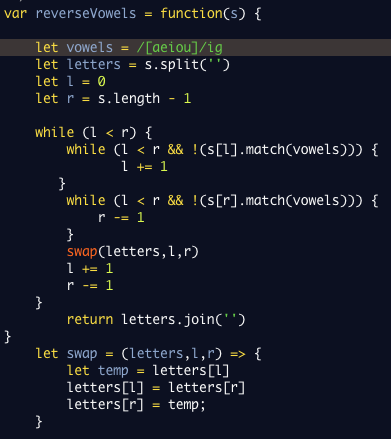 var reverseVowels = function(s) {
let vowels = /[aeiou]/ig
let letters = s.split('')
let l = 0
let r = s.length - 1
while (l < r) {
while (l < r && !(s[l].match(vowels))) {
l += 1
}
while (l < r && !(s[r].match(vowels))) {
r -= 1
}
swap(letters,l,r)
l += 1
r -= 1
}
return letters.join('')
}
let swap = (letters,l,r) => {
let temp = letters[l]
letters[l] = letters[r]
letters[r] = temp;
}